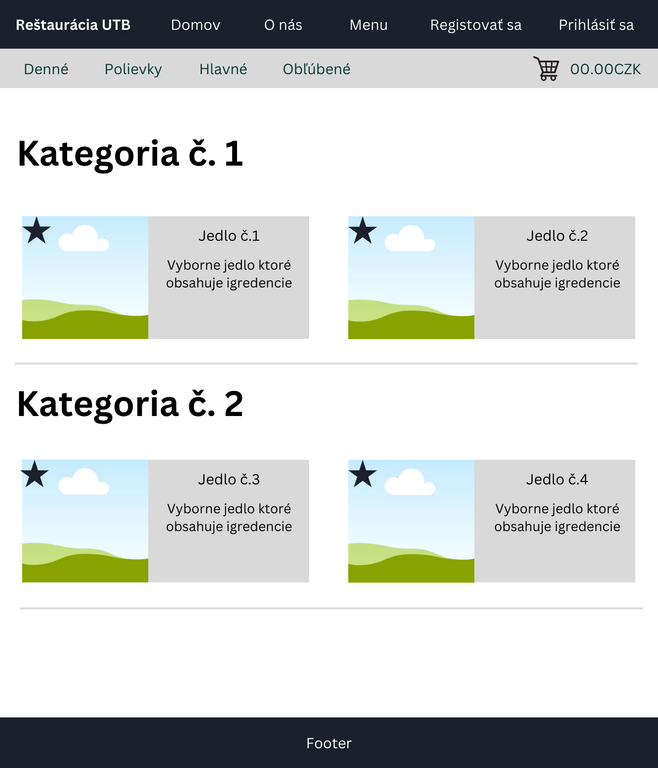 Reštaurácia UTB Domov O nás Menu Registovať sa Prihlásiť sa
Denné Polievky Hlavné Obľúbené 00.00CZK
Kategoria č. 1
Jedlo č.1
Vyborne jedlo ktoré
obsahuje igredencie
Jedlo č.2
Vyborne jedlo ktoré
obsahuje igredencie
Kategoria č. 2
Jedlo č.3
Vyborne jedlo ktoré
obsahuje igredencie
Jedlo č.4
Vyborne jedlo ktoré
obsahuje igredencie
Footer